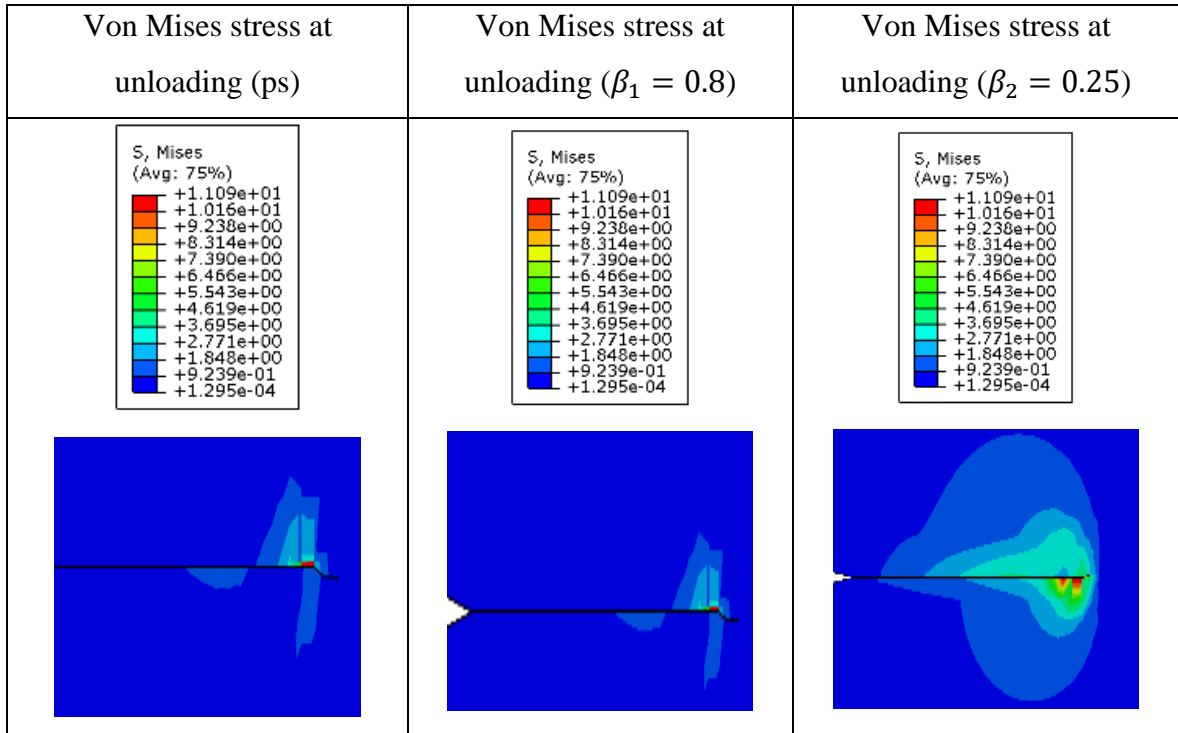 Von Mises stress at
unloading (ps)
Von Mises stress at
unloading (β₁ = 0.8)
Von Mises stress at
unloading (β₂ = 0.25)
S, Mises
(Avg: 75%)
+1.109e+01
+1.016e+01
+9.238e+00
+8.314e+00
+7.390e+00
+6.466e+00
+5.543e+00
+4.619e+00
+3.695e+00
+2.771e+00
+1.848e+00
+9.239e-01
+1.295e-04
S, Mises
(Avg: 75%)
+1.109e+01
+1.016e+01
+9.238e+00
+8.314e+00
+7.390e+00
+6.466e+00
+5.543e+00
+4.619e+00
+3.695e+00
+2.771e+00
+1.848e+00
+9.239e-01
+1.295e-04
S, Mises
(Avg: 75%)
+1.109e+01
+1.016e+01
+9.238e+00
+8.314e+00
+7.390e+00
+6.466e+00
+5.543e+00
+4.619e+00
+3.695e+00
+2.771e+00
+1.848e+00
+9.239e-01
+1.295e-04